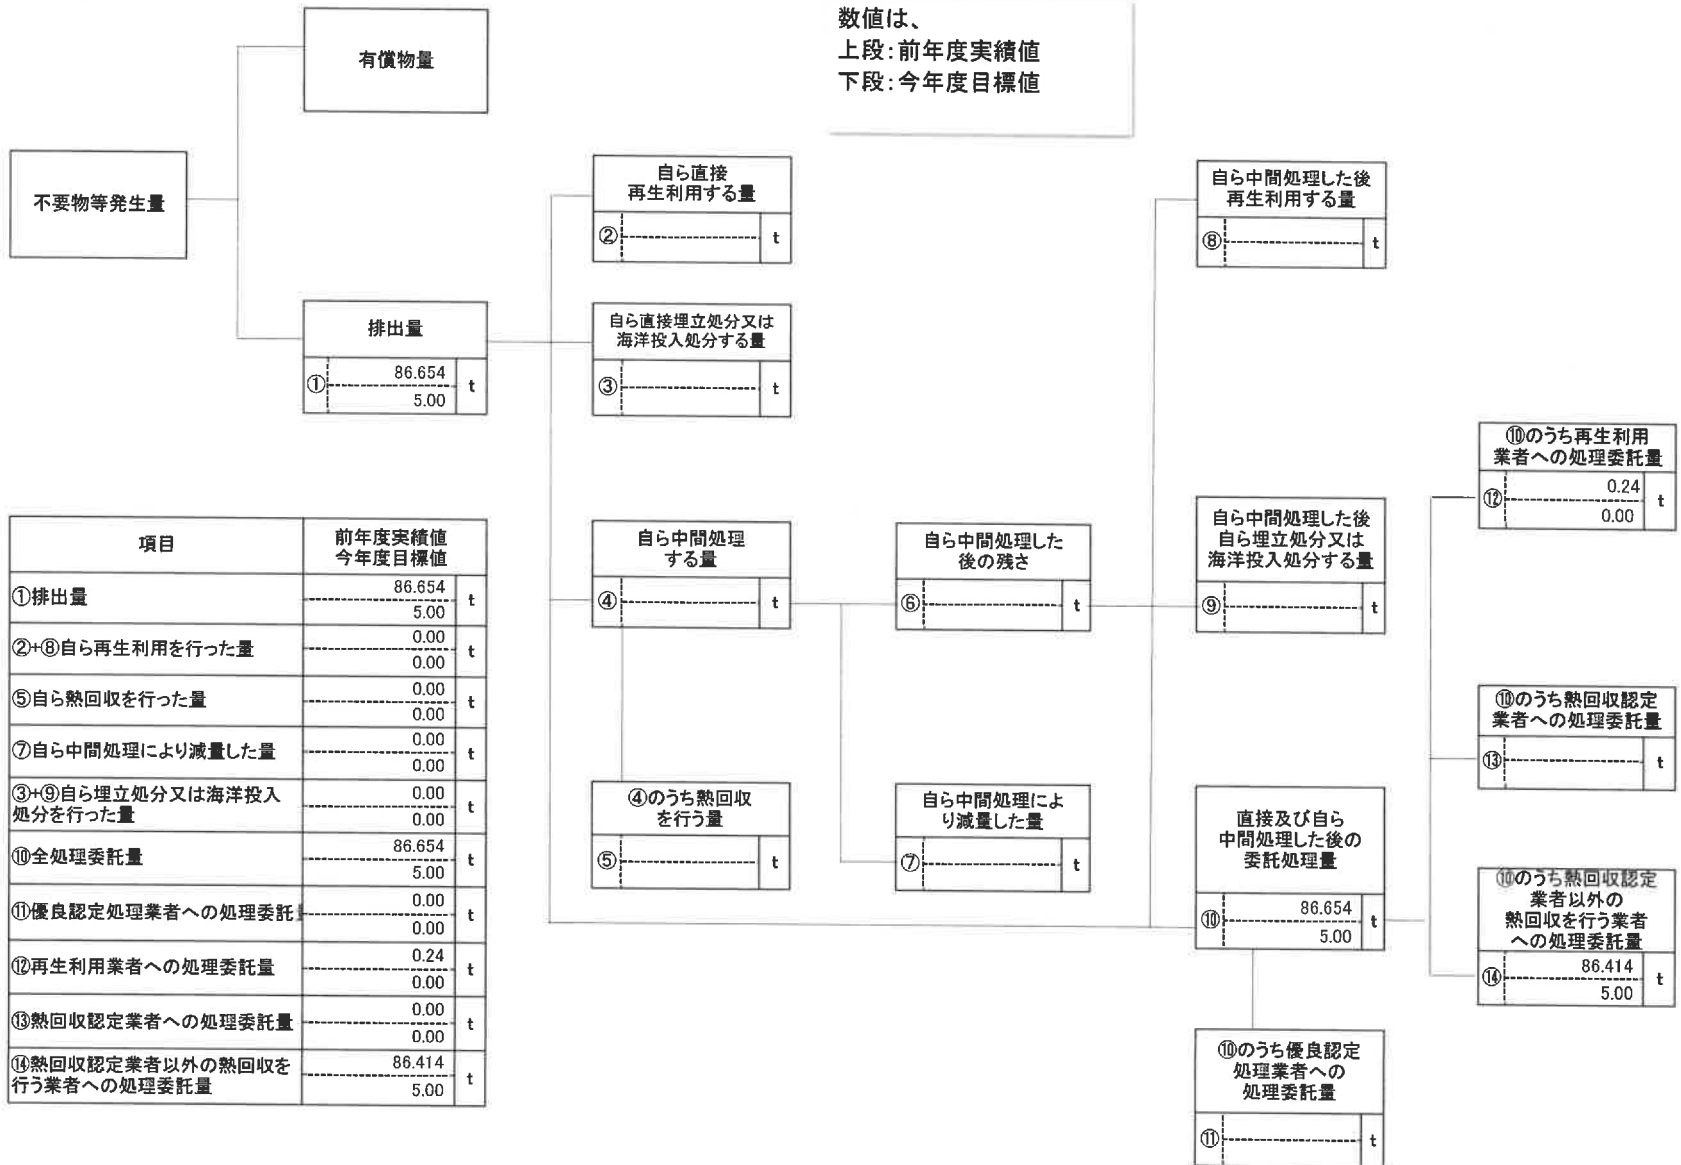 数値は、
上段：前年度実績値
下段：今年度目標値
有償物量
不要物等発生量
排出量
①
86.654
5.00
t
自ら直接
再生利用する量
②
t
自ら直接埋立処分又は
海洋投入処分する量
③
t
自ら中間処理
する量
④
t
④のうち熱回収
を行う量
⑤
t
自ら中間処理した
後の残さ
⑥
t
自ら中間処理によ
り減量した量
⑦
t
自ら中間処理した後
再生利用する量
⑧
t
自ら中間処理した後
自ら埋立処分又は
海洋投入処分する量
⑨
t
直接及び自ら
中間処理した後の
委託処理量
⑩
86.654
5.00
t
⑩のうち優良認定
処理業者への
処理委託量
⑪
t
⑩のうち再生利用
業者への処理委託量
⑫
0.24
0.00
t
⑩のうち熱回収認定
業者への処理委託量
⑬
t
⑩のうち熱回収認定
業者以外の
熱回収を行う業者
への処理委託量
⑭
86.414
5.00
t
項目
前年度実績値
今年度目標値
①排出量
86.654
5.00
t
②+⑧自ら再生利用を行った量
0.00
0.00
t
⑤自ら熱回収を行った量
0.00
0.00
t
⑦自ら中間処理により減量した量
0.00
0.00
t
③+⑨自ら埋立処分又は海洋投入
処分を行った量
0.00
0.00
t
⑩全処理委託量
86.654
5.00
t
⑪優良認定処理業者への処理委託
0.00
0.00
t
⑫再生利用業者への処理委託量
0.24
0.00
t
⑬熱回収認定業者への処理委託量
0.00
0.00
t
⑭熱回収認定業者以外の熱回収を
行う業者への処理委託量
86.414
5.00
t